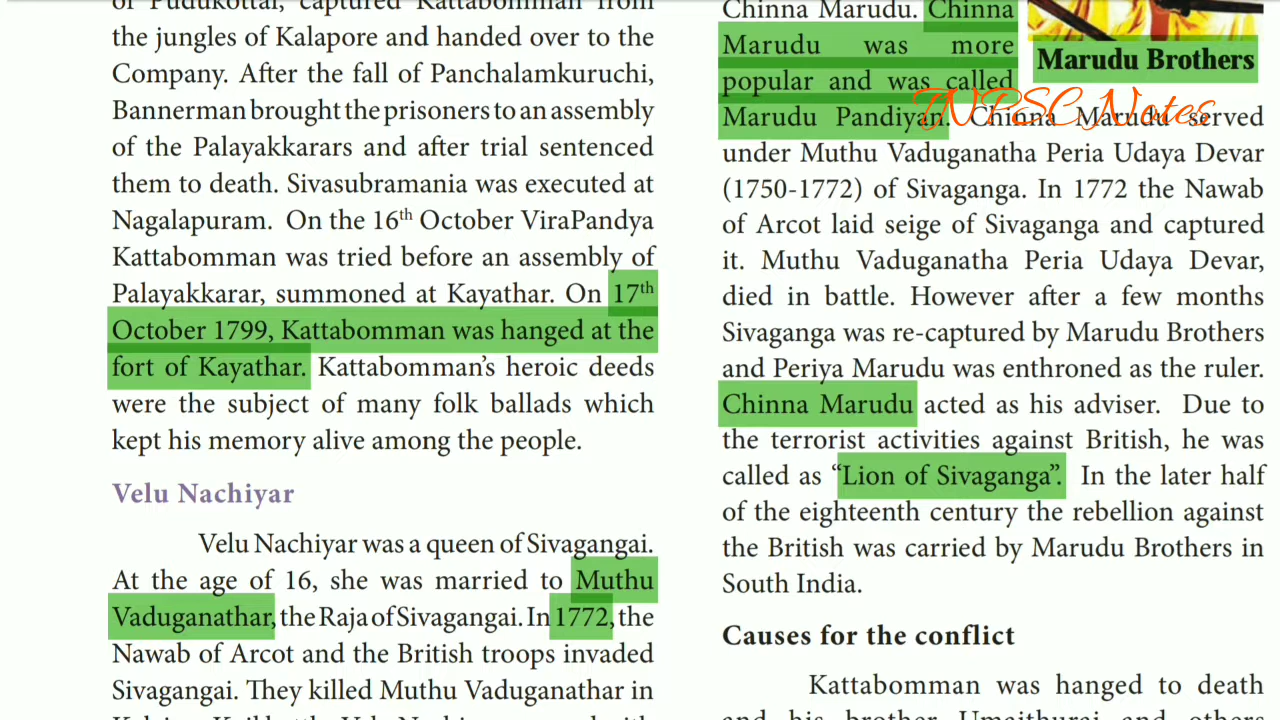 of Pudukottai, captured Kattabomman from
the jungles of Kalapore and handed over to the
Company. After the fall of Panchalamkuruchi,
Bannerman brought the prisoners to an assembly
of the Palayakkarars and after trial sentenced
them to death. Sivasubramania was executed at
Nagalapuram. On the 16th October ViraPandya
Kattabomman was tried before an assembly of
Palayakkarar, summoned at Kayathar. On 17th
October 1799, Kattabomman was hanged at the
fort of Kayathar. Kattabomman's heroic deeds
were the subject of many folk ballads which
kept his memory alive among the people.
Velu Nachiyar
Velu Nachiyar was a queen of Sivagangai.
At the age of 16, she was married to Muthu
Vaduganathar, the Raja of Sivagangai. In 1772, the
Nawab of Arcot and the British troops invaded
Sivagangai. They killed Muthu Vaduganathar in
Chinna Marudu. Chinna
Marudu was more
popular and was called
Marudu Pandiyan. Chinna Marudu served
under Muthu Vaduganatha Peria Udaya Devar
(1750-1772) of Sivaganga. In 1772 the Nawab
of Arcot laid seige of Sivaganga and captured
it. Muthu Vaduganatha Peria Udaya Devar,
died in battle. However after a few months
Sivaganga was re-captured by Marudu Brothers
and Periya Marudu was enthroned as the ruler.
Chinna Marudu acted as his adviser. Due to
the terrorist activities against British, he was
called as “Lion of Sivaganga”. In the later half
of the eighteenth century the rebellion against
the British was carried by Marudu Brothers in
South India.
Causes for the conflict
Kattabomman was hanged to death
and his brother Umaithurai and others
Marudu Brothers
TNPSC Notes